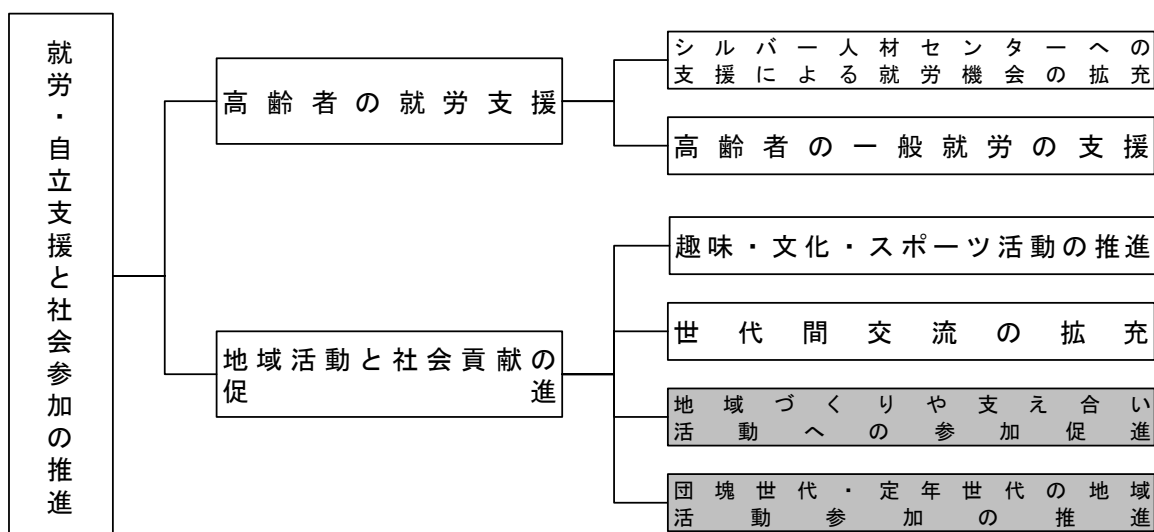 就労・自立支援と社会参加の推進
高齢者の就労支援
シルバー人材センターへの
支援による就労機会の拡充
高齢者の一般就労の支援
地域活動と社会貢献の
促進
趣味・文化・スポーツ活動の推進
世代間交流の拡充
地域づくりや支え合い
活動への参加促進
団塊世代・定年世代の地域
活動参加の推進